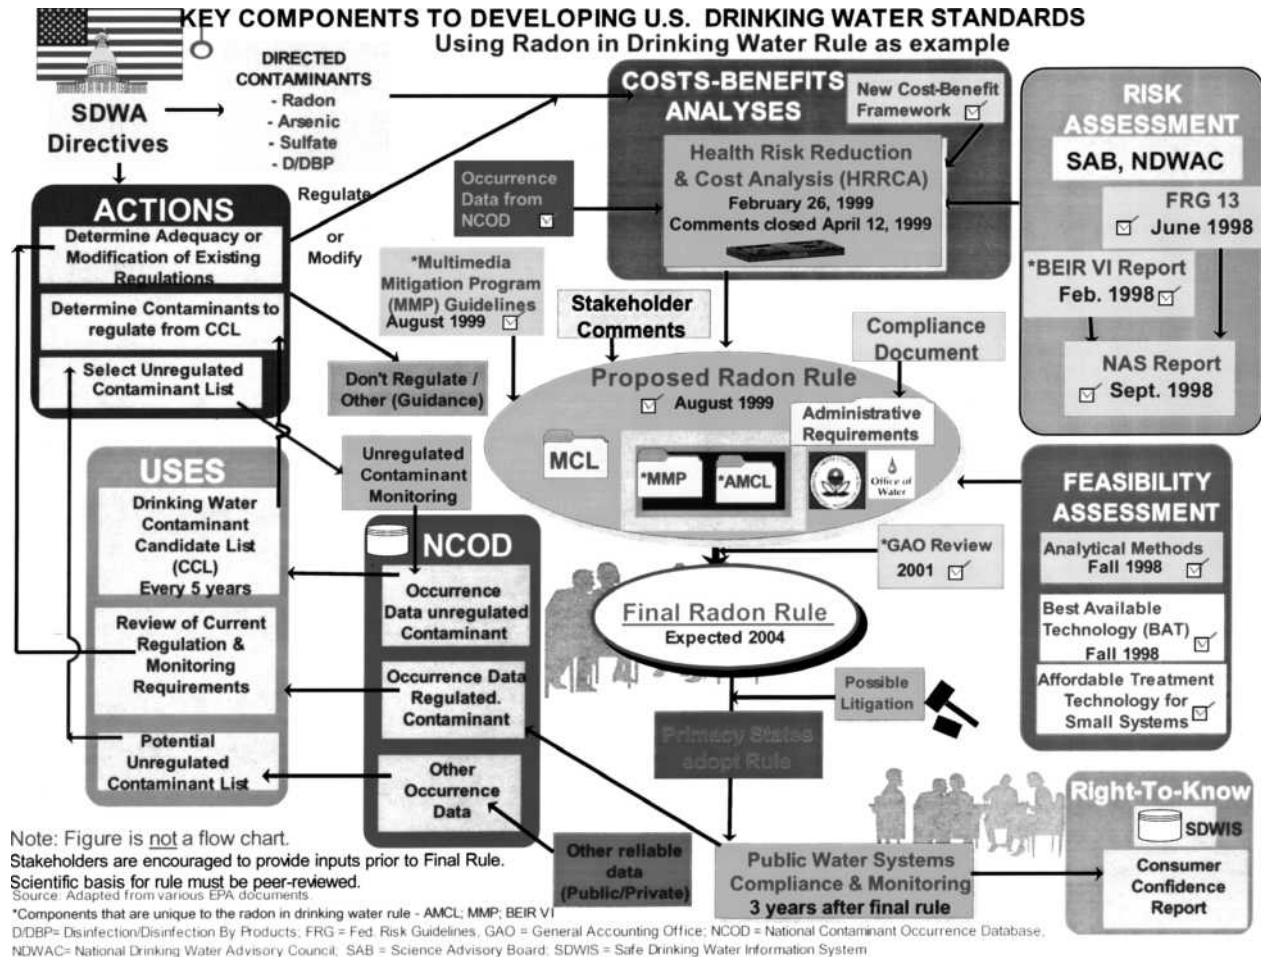 KEY COMPONENTS TO DEVELOPING U.S. DRINKING WATER STANDARDS
Using Radon in Drinking Water Rule as example
SDWA
Directives
DIRECTED
CONTAMINANTS
- Radon
- Arsenic
- Sulfate
- D/DBP
Regulate
or
Modify
COSTS-BENEFITS
ANALYSES
New Cost-Benefit
Framework
Health Risk Reduction
& Cost Analysis (HRRCA)
February 26, 1999
Comments closed April 12, 1999
Occurrence
Data from
NCOD
RISK
ASSESSMENT
SAB, NDWAC
FRG 13
June 1998
*BEIR VI Report
Feb. 1998
NAS Report
Sept. 1998
ACTIONS
Determine Adequacy or
Modification of Existing
Regulations
Determine Contaminants to
regulate from CCL
Select Unregulated
Contaminant List
*Multimedia
Mitigation Program
(MMP) Guidelines
August 1999
Stakeholder
Comments
Compliance
Document
Don't Regulate /
Other (Guidance)
Proposed Radon Rule
August 1999
Administrative
Requirements
MCL
*MMP
*AMCL
Office of
Water
Unregulated
Contaminant
Monitoring
USES
Drinking Water
Contaminant
Candidate List
(CCL)
Every 5 years
Review of Current
Regulation &
Monitoring
Requirements
Potential
Unregulated
Contaminant List
NCOD
Occurrence
Data unregulated
Contaminant
Occurrence Data
Regulated.
Contaminant
Other
Occurrence
Data
*GAO Review
2001
Final Radon Rule
Expected 2004
Possible
Litigation
Primacy States
adopt Rule
FEASIBILITY
ASSESSMENT
Analytical Methods
Fall 1998
Best Available
Technology (BAT)
Fall 1998
Affordable Treatment
Technology for
Small Systems
Other reliable
data
(Public/Private)
Public Water Systems
Compliance & Monitoring
3 years after final rule
Right-To-Know
SDWIS
Consumer
Confidence
Report
Note: Figure is not a flow chart.
Stakeholders are encouraged to provide inputs prior to Final Rule.
Scientific basis for rule must be peer-reviewed.
Source: Adapted from various EPA documents.
*Components that are unique to the radon in drinking water rule - AMCL; MMP; BEIR VI
D/DBP= Disinfection/Disinfection By Products; FRG = Fed. Risk Guidelines, GAO = General Accounting Office; NCOD = National Contaminant Occurrence Database,
NDWAC= National Drinking Water Advisory Council; SAB = Science Advisory Board; SDWIS = Safe Drinking Water Information System